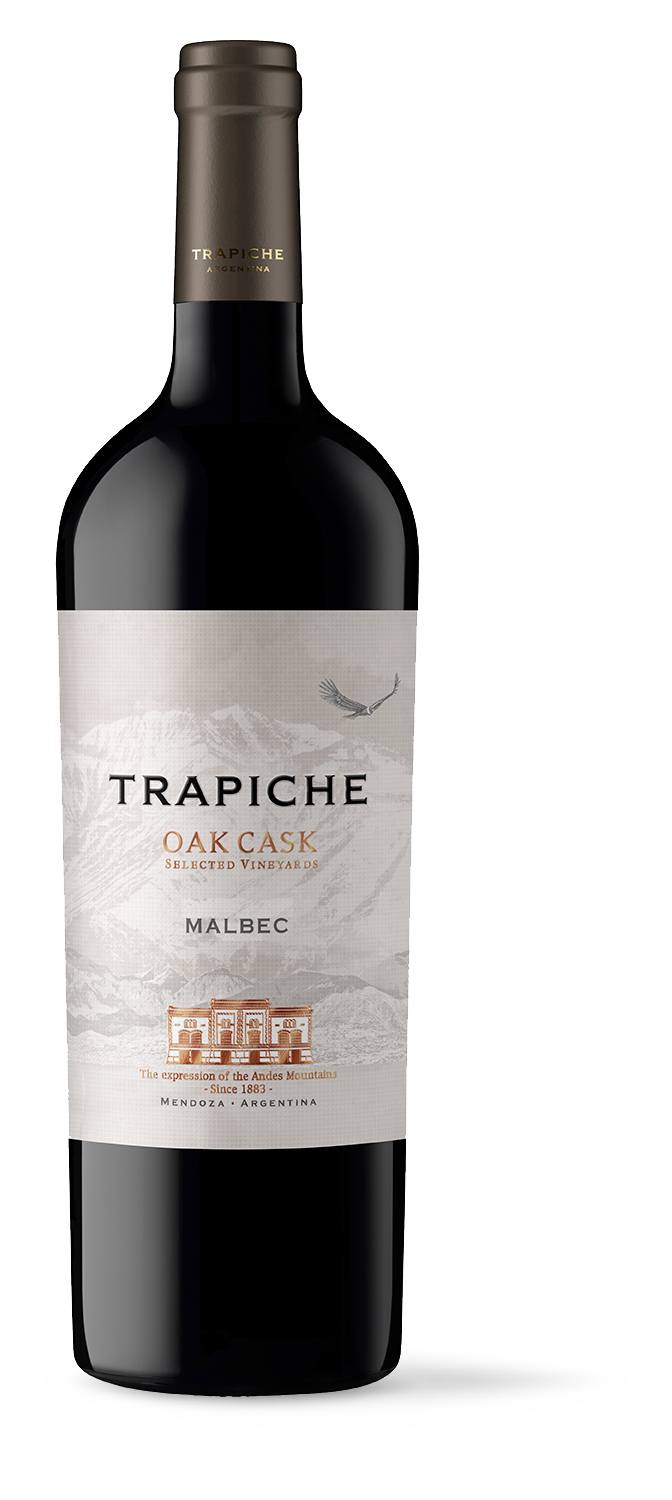 TRAPICHE
ARGENTINA
TRAPICHE
OAK CASK
SELECTED VINEYARDS
MALBEC
The expression of the Andes Mountains
- Since 1883 -
MENDOZA • ARGENTINA